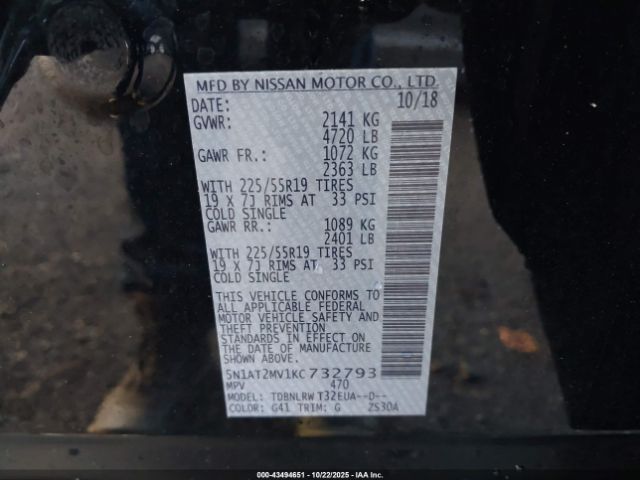 MFD BY NISSAN MOTOR CO., LTD.
DATE: 10/18
GVWR: 2141 KG
4720 LB
GAWR FR.: 1072 KG
2363 LB
WITH 225/55R19 TIRES
19 X 7J RIMS AT 33 PSI
COLD SINGLE
GAWR RR.: 1089 KG
2401 LB
WITH 225/55R19 TIRES
19 X 7J RIMS AT 33 PSI
COLD SINGLE
THIS VEHICLE CONFORMS TO
ALL APPLICABLE FEDERAL
MOTOR VEHICLE SAFETY AND
THEFT PREVENTION
STANDARDS IN EFFECT ON
THE DATE OF MANUFACTURE
SHOWN ABOVE.
5N1AT2MV1KC732793
MPV 470
MODEL: TDBNLRW T32EUA--D--
COLOR: G41 TRIM: G ZS30A
000-43494651 - 10/22/2025 - IAA Inc.